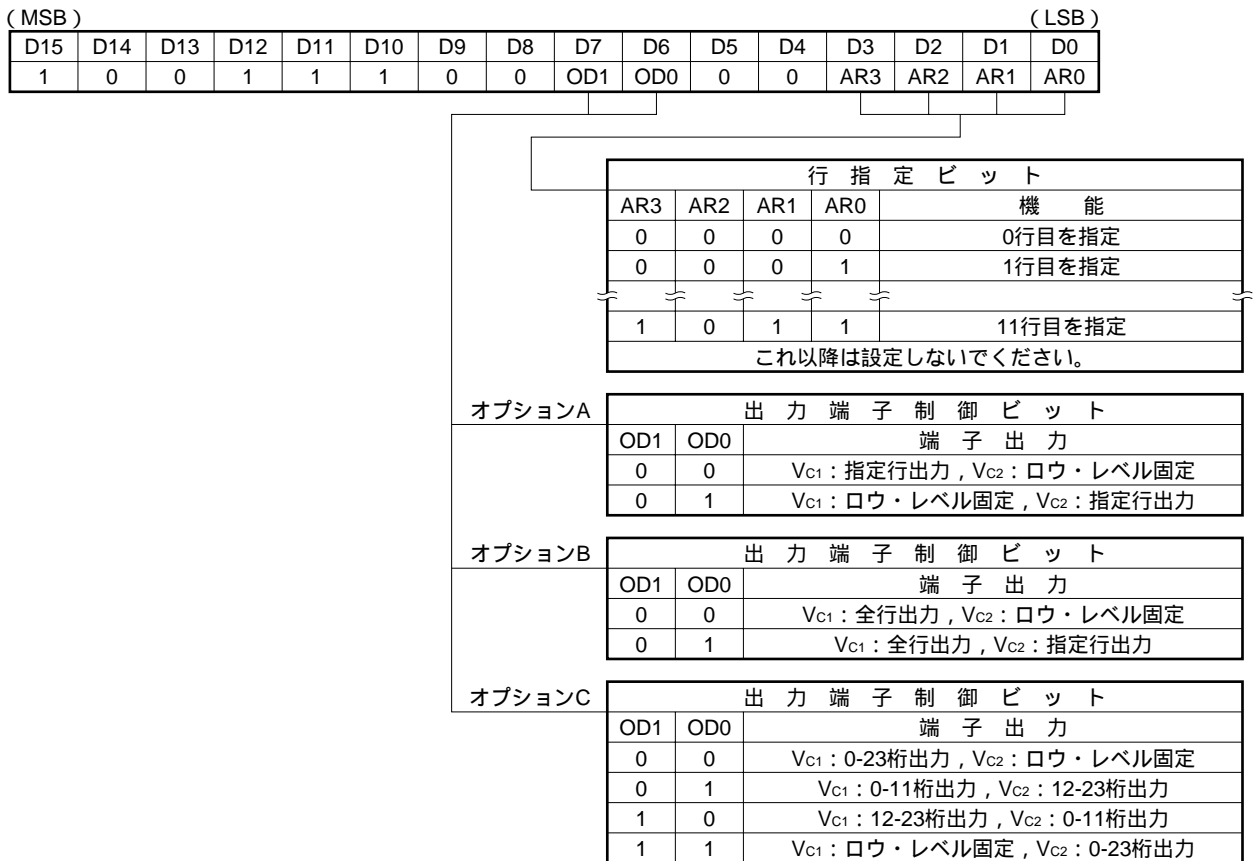 （MSB） （LSB）
D15 D14 D13 D12 D11 D10 D9 D8 D7 D6 D5 D4 D3 D2 D1 D0
1 0 0 1 1 1 0 0 OD1 OD0 0 0 AR3 AR2 AR1 AR0
行 指 定 ビ ッ ト
AR3 AR2 AR1 AR0 機 能
0 0 0 0 0行目を指定
0 0 0 1 1行目を指定
1 0 1 1 11行目を指定
これ以降は設定しないでください。
オプションA 出 力 端 子 制 御 ビ ッ ト
OD1 OD0 端 子 出 力
0 0 VC1：指定行出力，VC2：ロウ・レベル固定
0 1 VC1：ロウ・レベル固定，VC2：指定行出力
オプションB 出 力 端 子 制 御 ビ ッ ト
OD1 OD0 端 子 出 力
0 0 VC1：全行出力，VC2：ロウ・レベル固定
0 1 VC1：全行出力，VC2：指定行出力
オプションC 出 力 端 子 制 御 ビ ッ ト
OD1 OD0 端 子 出 力
0 0 VC1：0-23桁出力，VC2：ロウ・レベル固定
0 1 VC1：0-11桁出力，VC2：12-23桁出力
1 0 VC1：12-23桁出力，VC2：0-11桁出力
1 1 VC1：ロウ・レベル固定，VC2：0-23桁出力